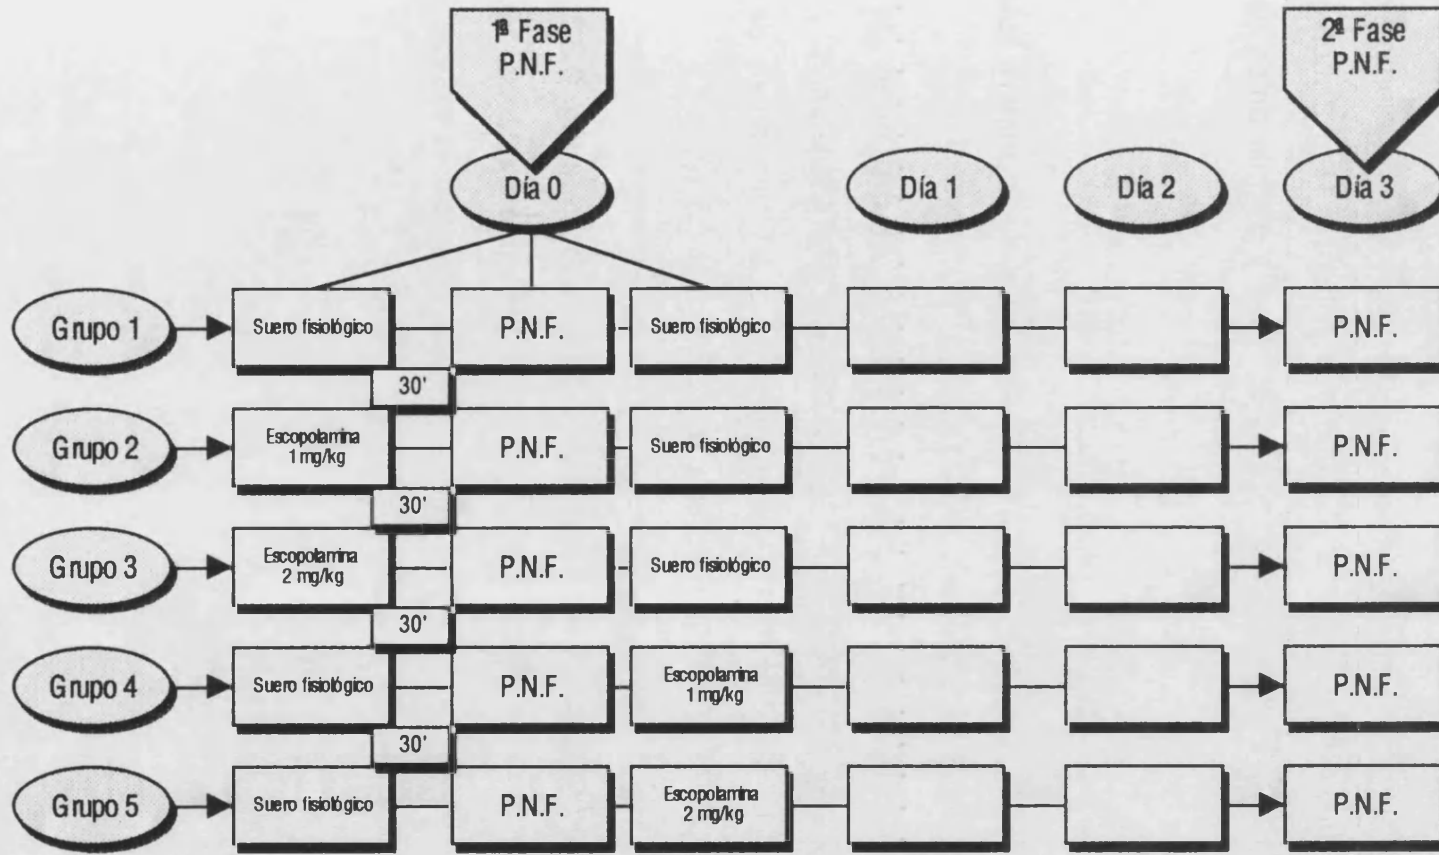 1ª Fase
P.N.F.
2ª Fase
P.N.F.
Día 0
Día 1
Día 2
Día 3
Grupo 1
Suero fisiológico
P.N.F.
Suero fisiológico
P.N.F.
30'
Grupo 2
Escopolamina
1 mg/kg
P.N.F.
Suero fisiológico
P.N.F.
30'
Grupo 3
Escopolamina
2 mg/kg
P.N.F.
Suero fisiológico
P.N.F.
30'
Grupo 4
Suero fisiológico
P.N.F.
Escopolamina
1 mg/kg
P.N.F.
30'
Grupo 5
Suero fisiológico
P.N.F.
Escopolamina
2 mg/kg
P.N.F.